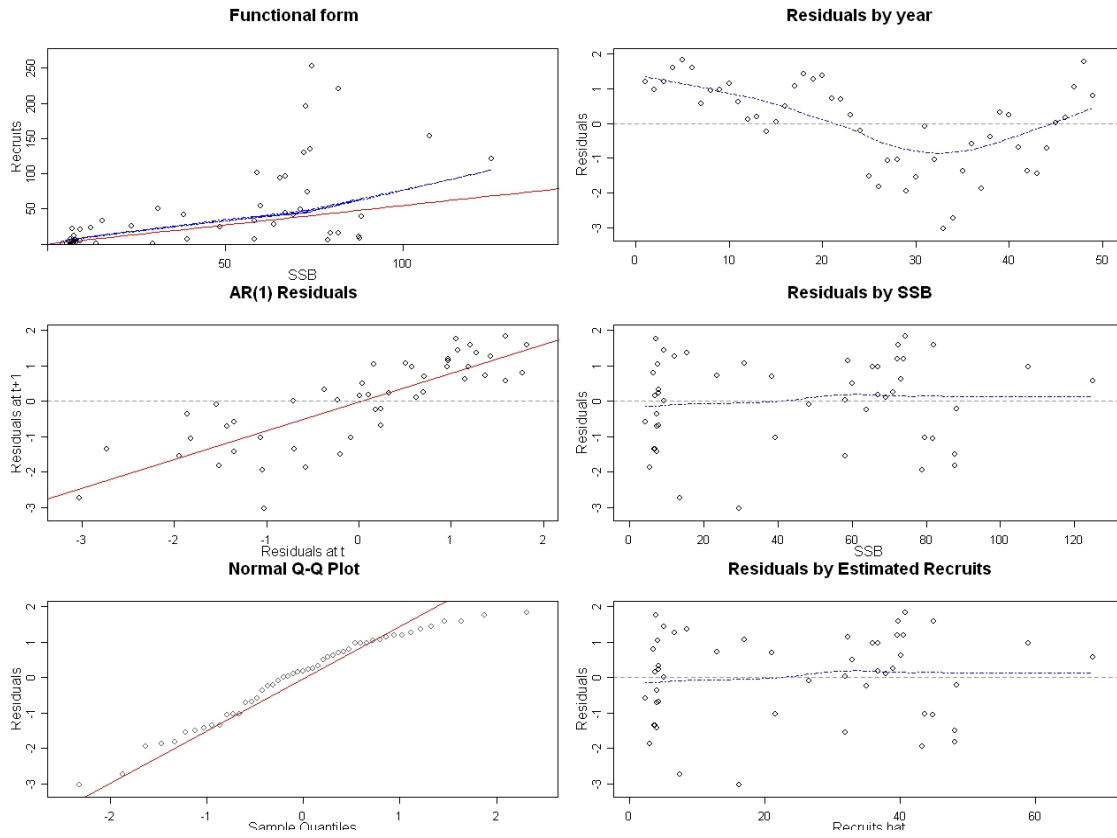 Functional form
Recruits
50 100 150 200 250
50 100
SSB
Residuals by year
Residuals
-3 -2 -1 0 1 2
0 10 20 30 40 50
AR(1) Residuals
Residuals at t+1
-3 -2 -1 0 1 2
-3 -2 -1 0 1 2
Residuals at t
Residuals by SSB
Residuals
-3 -2 -1 0 1 2
0 20 40 60 80 100 120
SSB
Normal Q-Q Plot
Residuals
-3 -2 -1 0 1 2
-2 -1 0 1 2
Sample Quantiles
Residuals by Estimated Recruits
Residuals
-3 -2 -1 0 1 2
0 20 40 60
Recruits hat